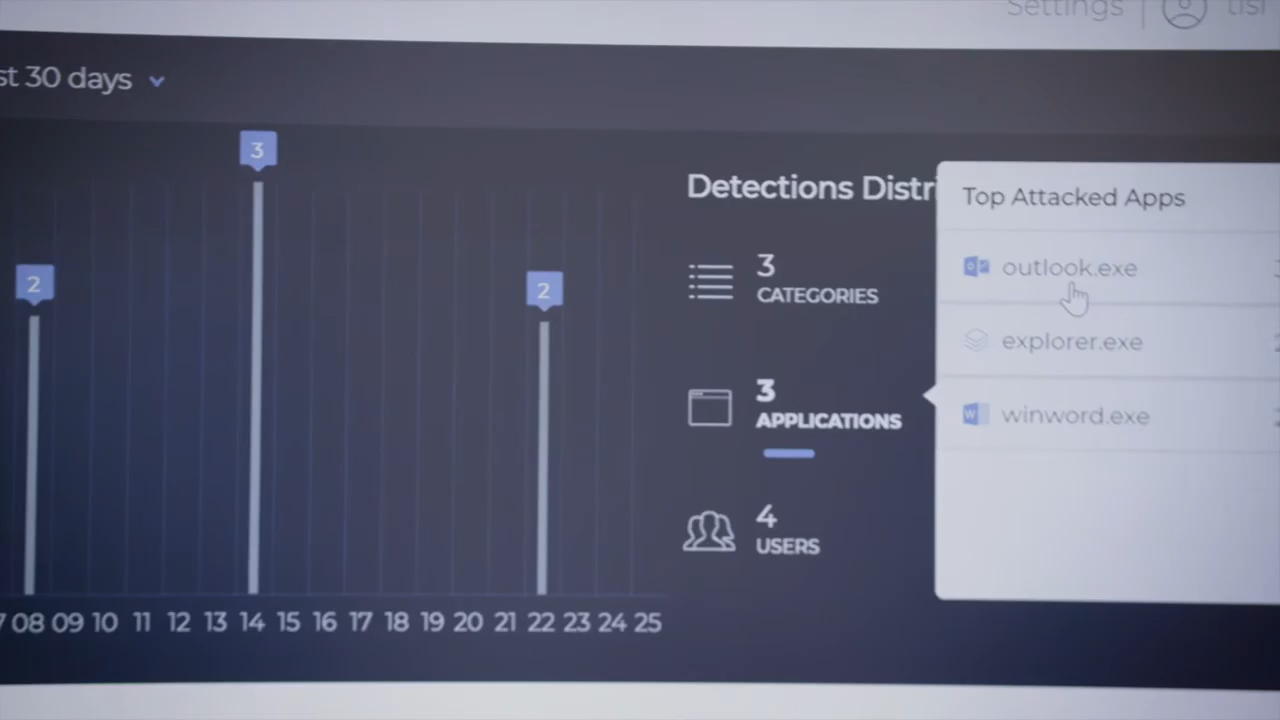 Settings
st 30 days
3
2
2
08 09 10 11 12 13 14 15 16 17 18 19 20 21 22 23 24 25
Detections Distri
3
CATEGORIES
3
APPLICATIONS
4
USERS
Top Attacked Apps
outlook.exe
explorer.exe
winword.exe